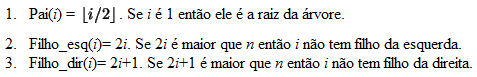 1. Pai(i) = ⌊i/2⌋ . Se i é 1 então ele é a raiz da árvore.
2. Filho_esq(i)= 2i. Se 2i é maior que n então i não tem filho da esquerda.
3. Filho_dir(i)= 2i+1. Se 2i+1 é maior que n então i não tem filho da direita.